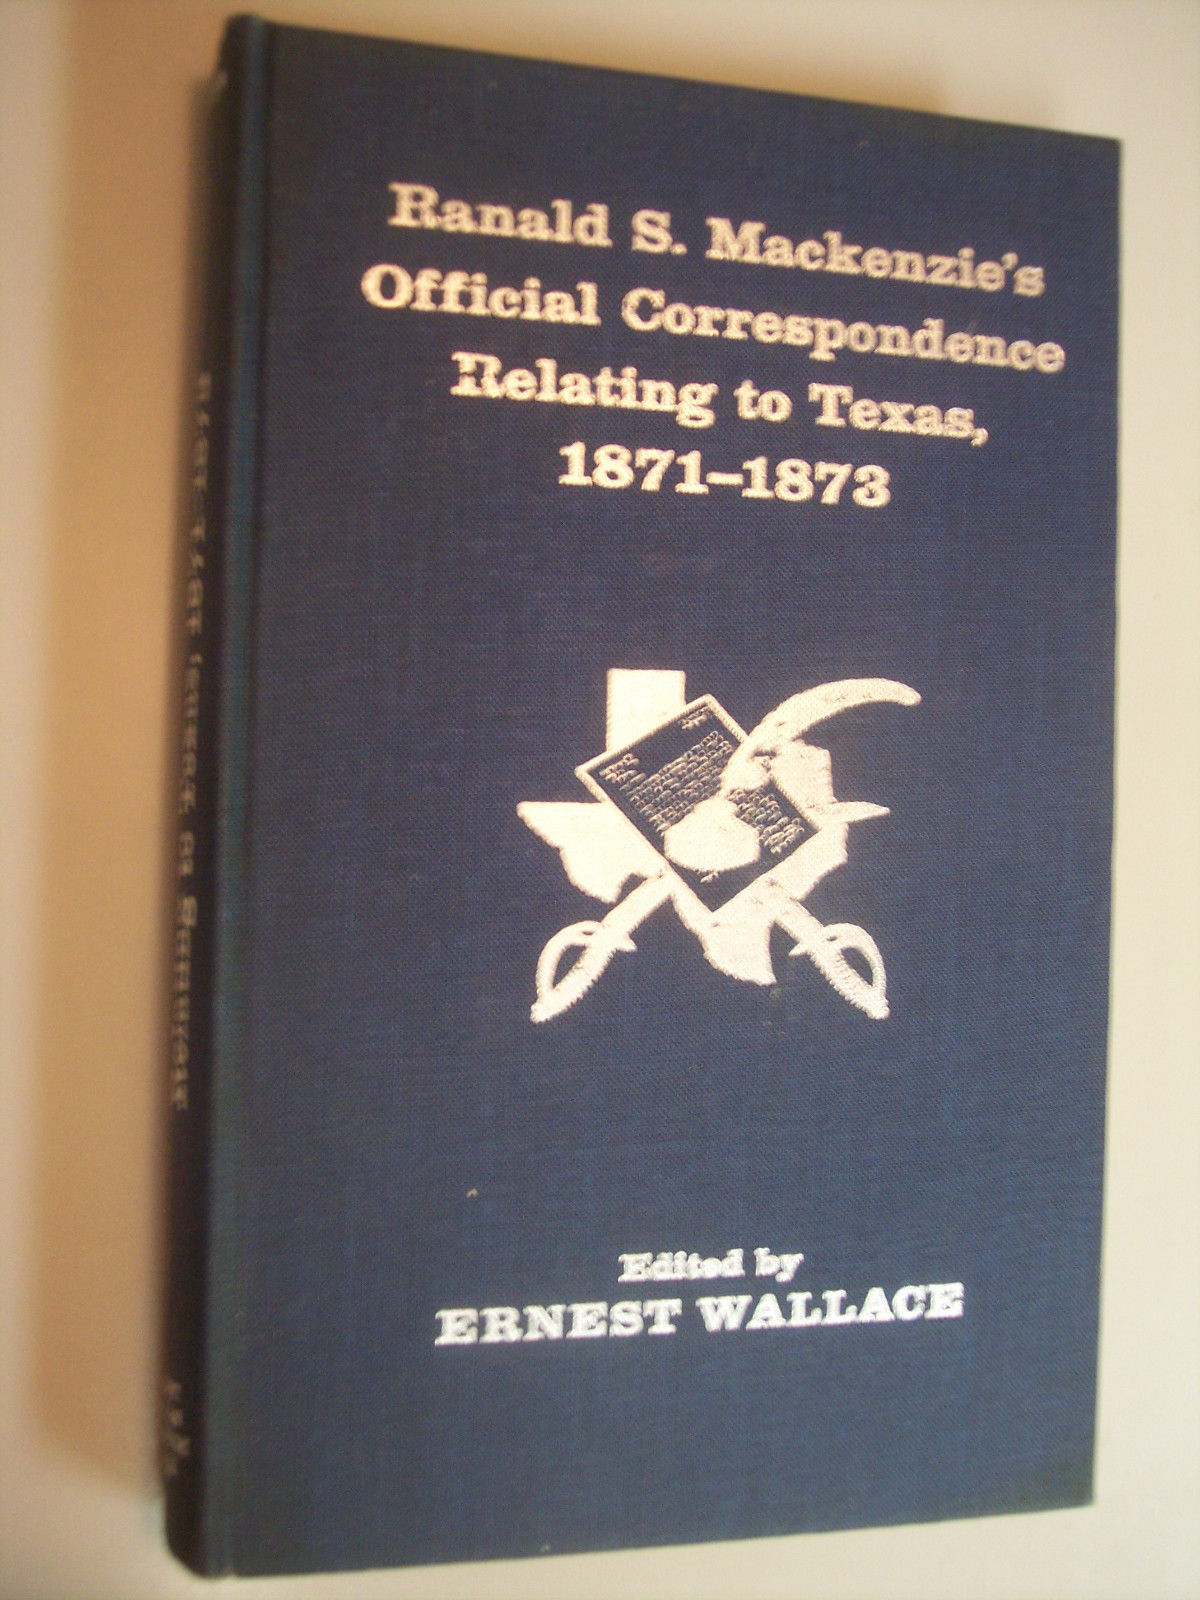 Ranald S. Mackenzie's
Official Correspondence
Relating to Texas,
1871–1873
Edited by
ERNEST WALLACE